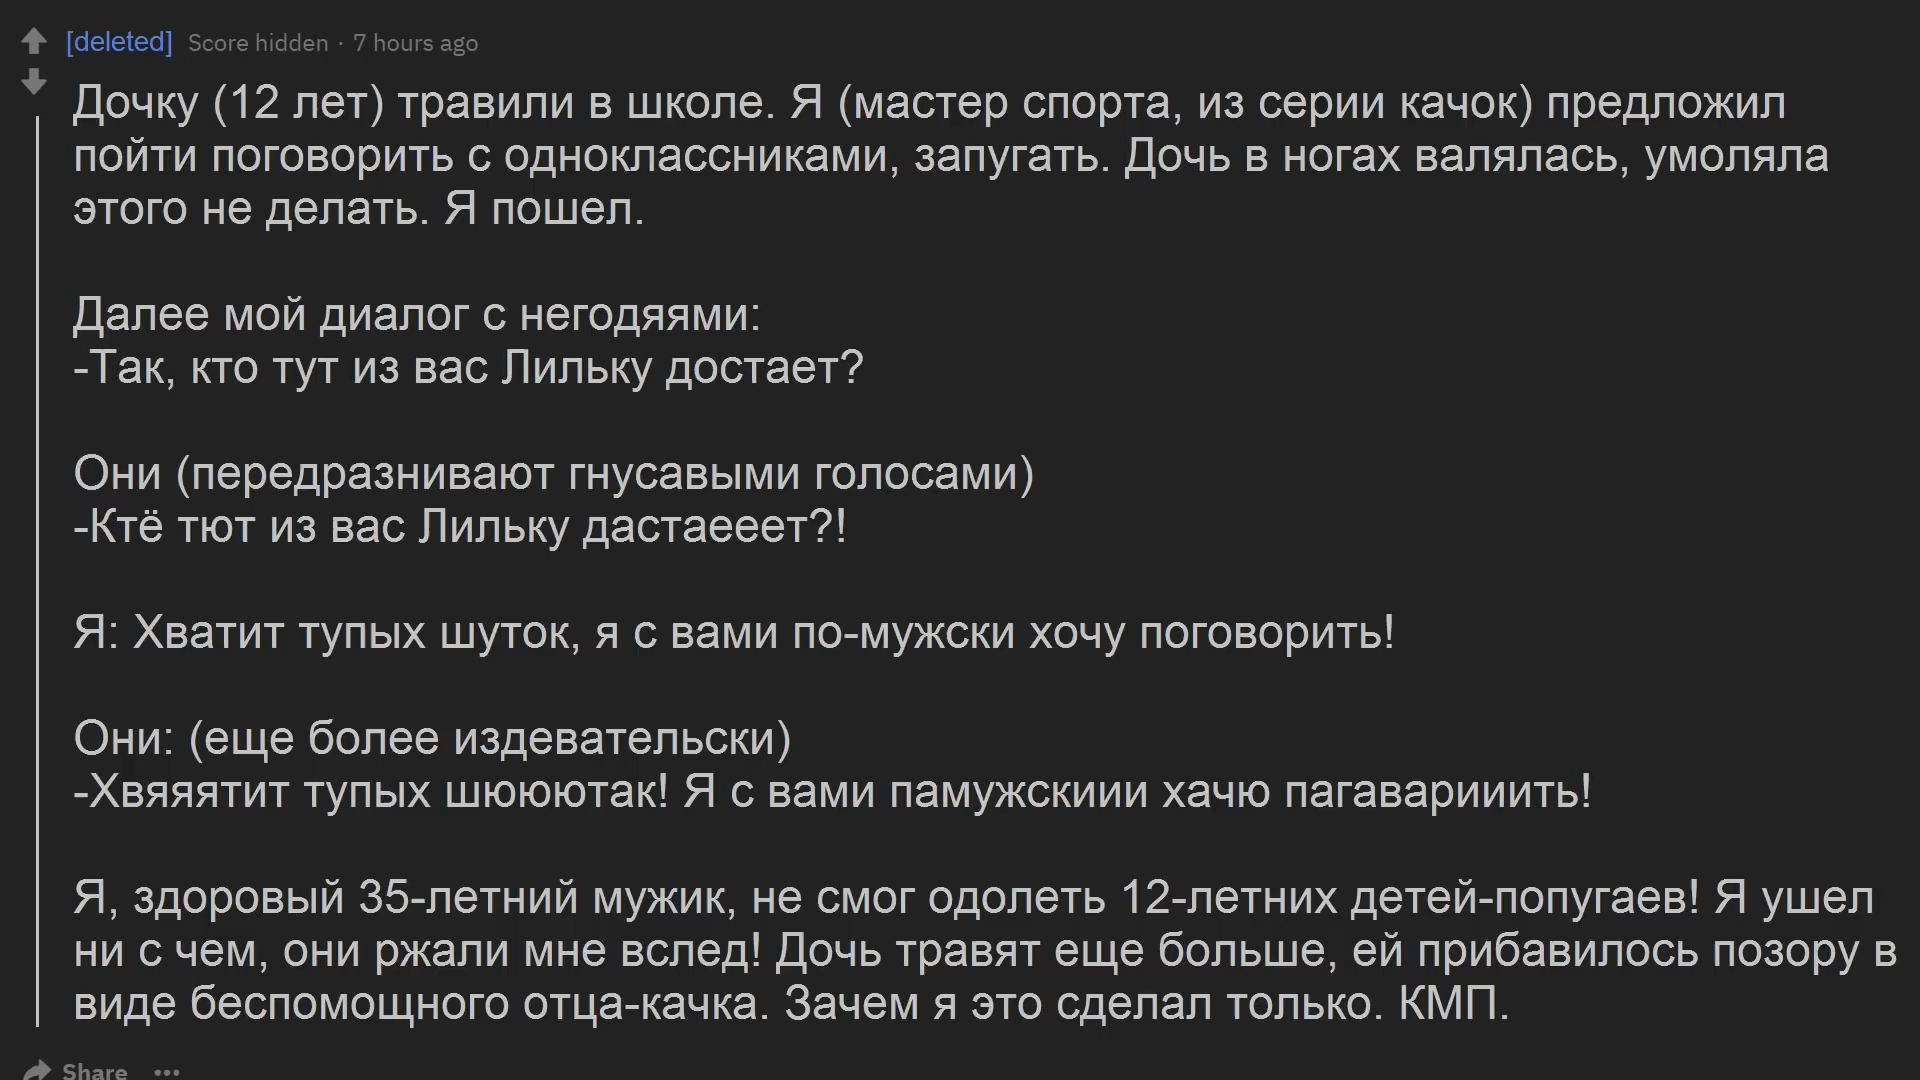 [deleted] Score hidden · 7 hours ago
Дочку (12 лет) травили в школе. Я (мастер спорта, из серии качок) предложил
пойти поговорить с одноклассниками, запугать. Дочь в ногах валялась, умоляла
этого не делать. Я пошел.
Далее мой диалог с негодяями:
-Так, кто тут из вас Лильку достает?
Они (передразнивают гнусавыми голосами)
-Ктё тют из вас Лильку дастаееет?!
Я: Хватит тупых шуток, я с вами по-мужски хочу поговорить!
Они: (еще более издевательски)
-Хвяяятит тупых шююютак! Я с вами памужскиии хачю пагавариииить!
Я, здоровый 35-летний мужик, не смог одолеть 12-летних детей-попугаев! Я ушел
ни с чем, они ржали мне вслед! Дочь травят еще больше, ей прибавилось позору в
виде беспомощного отца-качка. Зачем я это сделал только. КМП.
Share ···